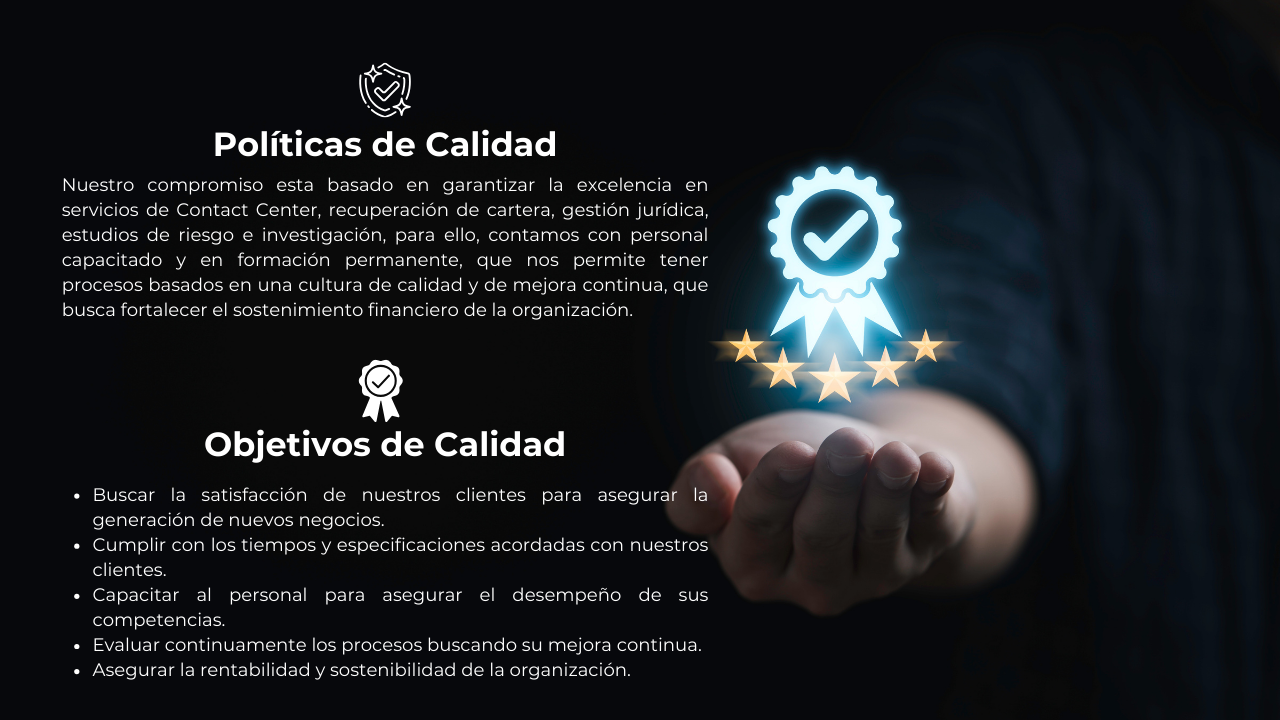 Políticas de Calidad
Nuestro compromiso esta basado en garantizar la excelencia en
servicios de Contact Center, recuperación de cartera, gestión jurídica,
estudios de riesgo e investigación, para ello, contamos con personal
capacitado y en formación permanente, que nos permite tener
procesos basados en una cultura de calidad y de mejora continua, que
busca fortalecer el sostenimiento financiero de la organización.
Objetivos de Calidad
• Buscar la satisfacción de nuestros clientes para asegurar la
generación de nuevos negocios.
• Cumplir con los tiempos y especificaciones acordadas con nuestros
clientes.
• Capacitar al personal para asegurar el desempeño de sus
competencias.
• Evaluar continuamente los procesos buscando su mejora continua.
• Asegurar la rentabilidad y sostenibilidad de la organización.